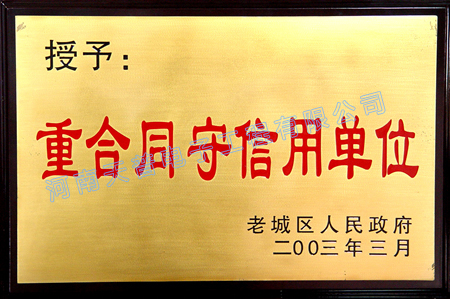 授予：
重合同守信用单位
老城区人民政府
二00三年三月